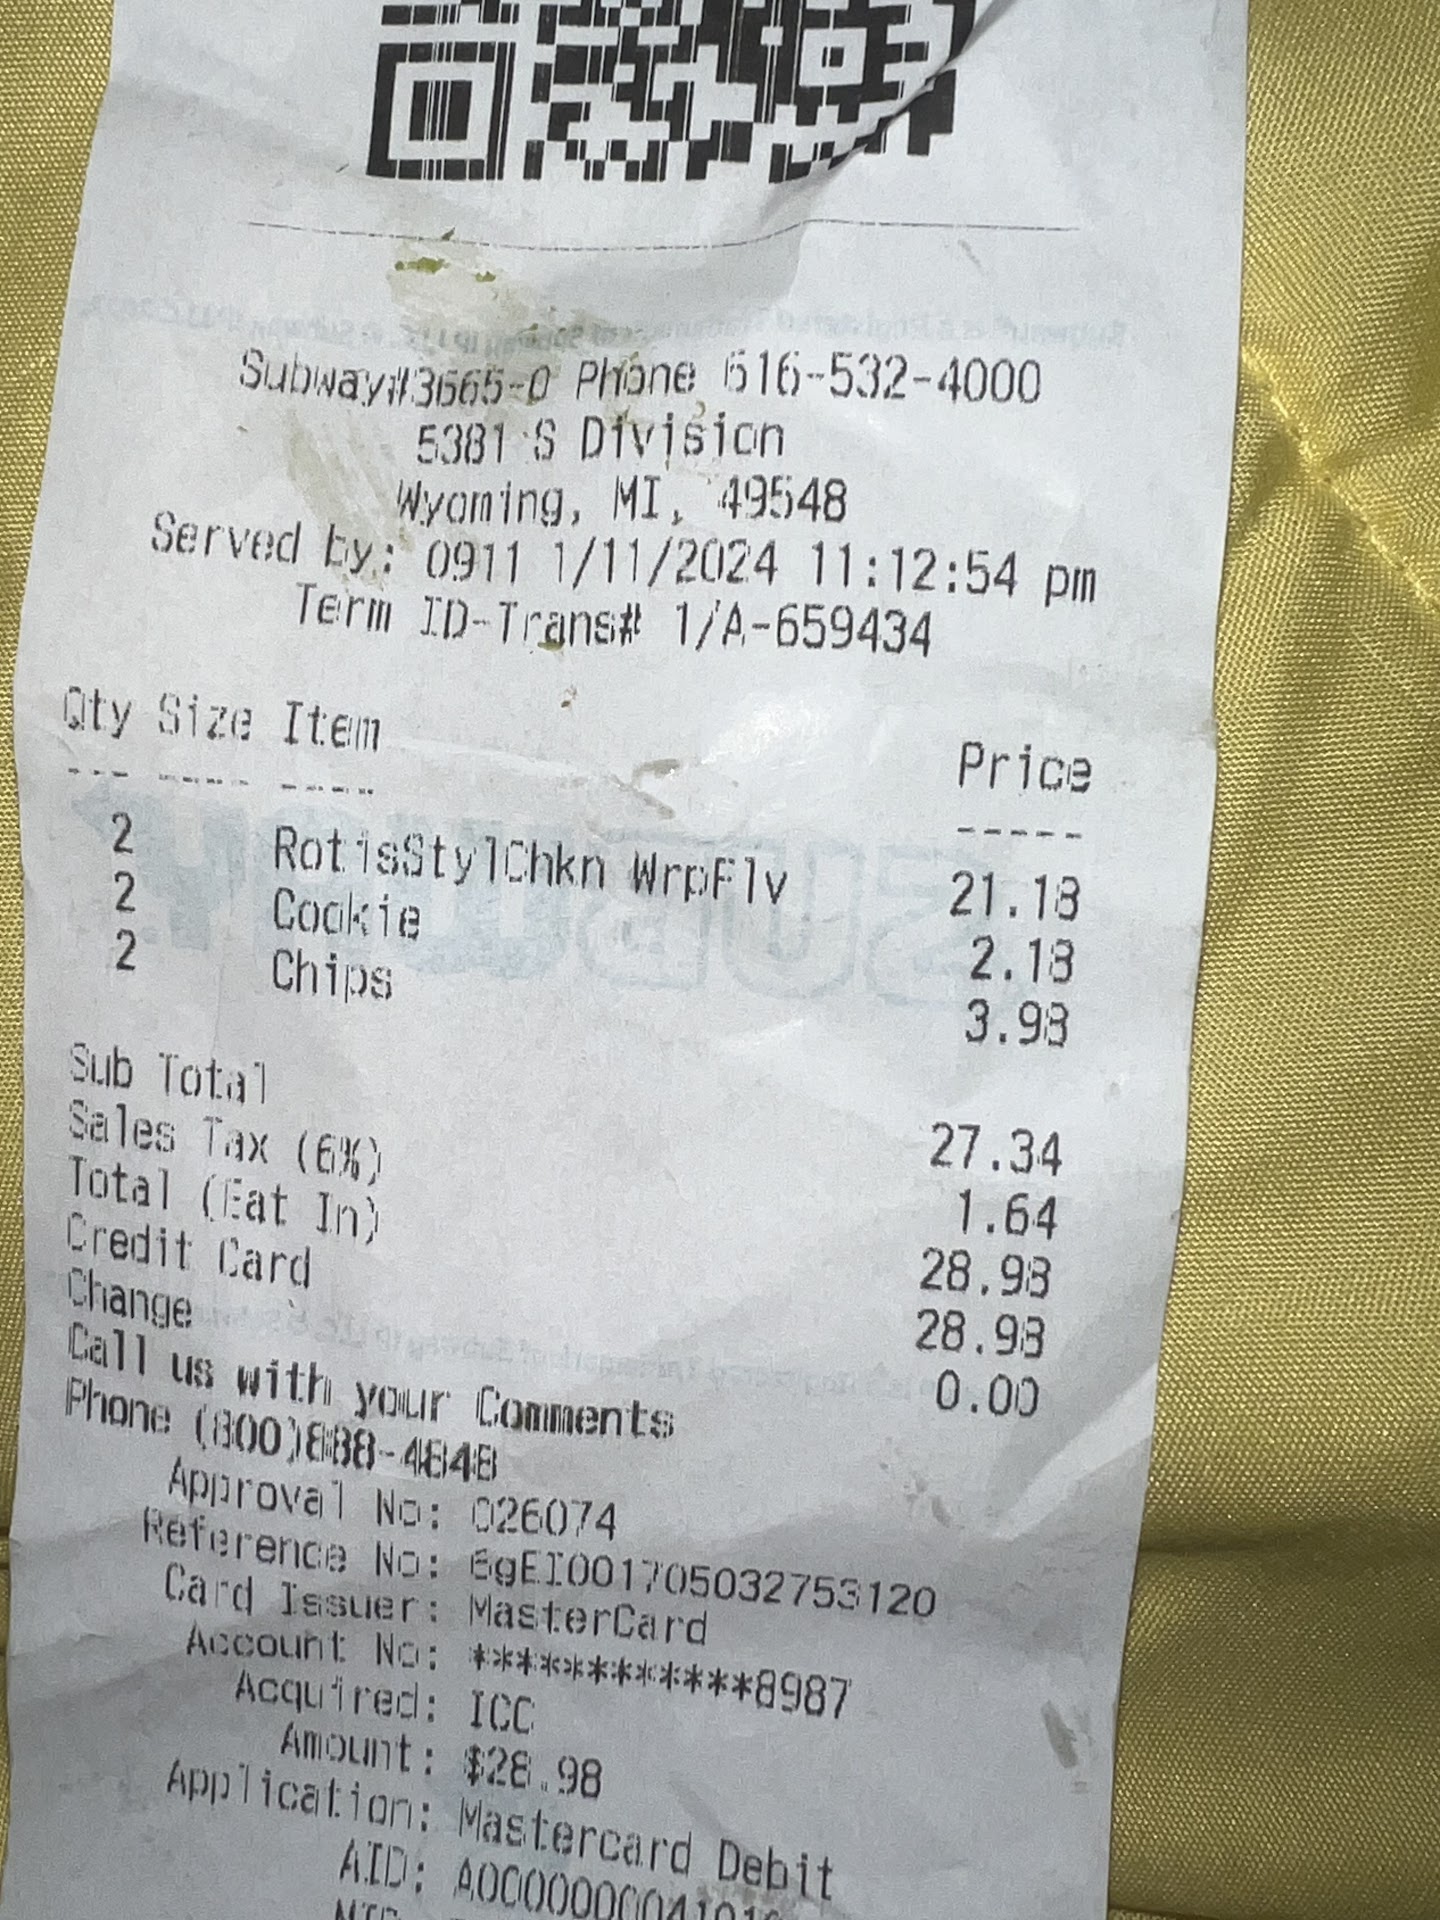 Subway#3665-0 Phone 616-532-4000
5381 S Division
Wyoming, MI, 49548
Served by: 0911 1/11/2024 11:12:54 pm
Term ID-Trans# 1/A-659434
Qty Size Item Price
--- ---- ---- -----
2 RotisStylChkn WrpFlv 21.18
2 Cookie 2.18
2 Chips 3.98
Sub Total 27.34
Sales Tax (6%) 1.64
Total (Eat In) 28.98
Credit Card 28.98
Change 0.00
Call us with your Comments
Phone (800)888-4848
Approval No: 026074
Reference No: 6gEI001705032753120
Card Issuer: MasterCard
Account No: ************8987
Acquired: ICC
Amount: $28.98
Application: Mastercard Debit
AID: